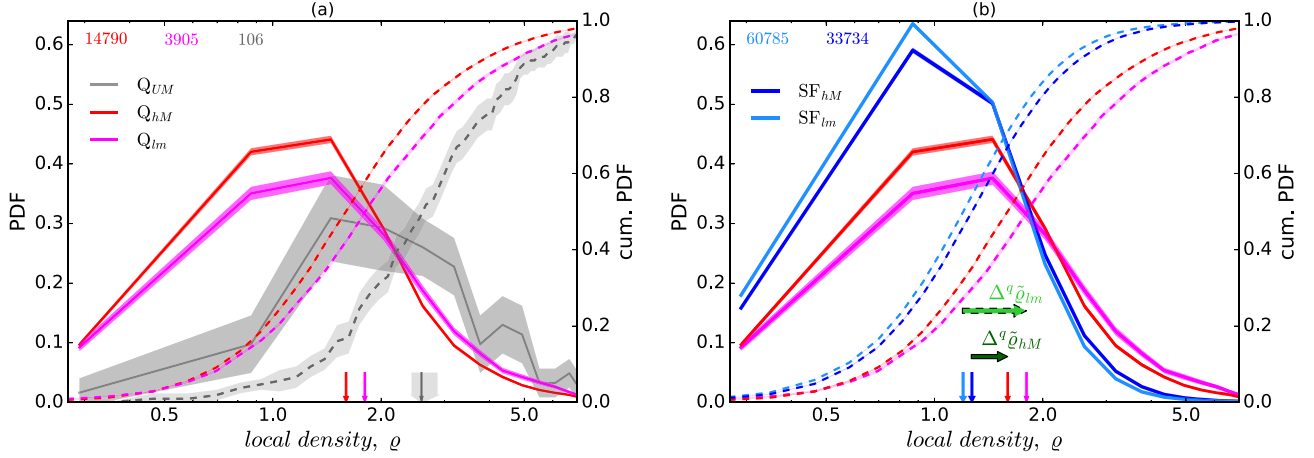 (a)
14790 3905 106
Q_UM
Q_hM
Q_lm
PDF
0.6
0.5
0.4
0.3
0.2
0.1
0.0
1.0
0.8
0.6
0.4
0.2
0.0
cum. PDF
0.5 1.0 2.0 5.0
local density, ϱ
(b)
60785 33734
SF_hM
SF_lm
Δ^q ϱ̃_lm
Δ^q ϱ̃_hM
PDF
0.6
0.5
0.4
0.3
0.2
0.1
0.0
1.0
0.8
0.6
0.4
0.2
0.0
cum. PDF
0.5 1.0 2.0 5.0
local density, ϱ